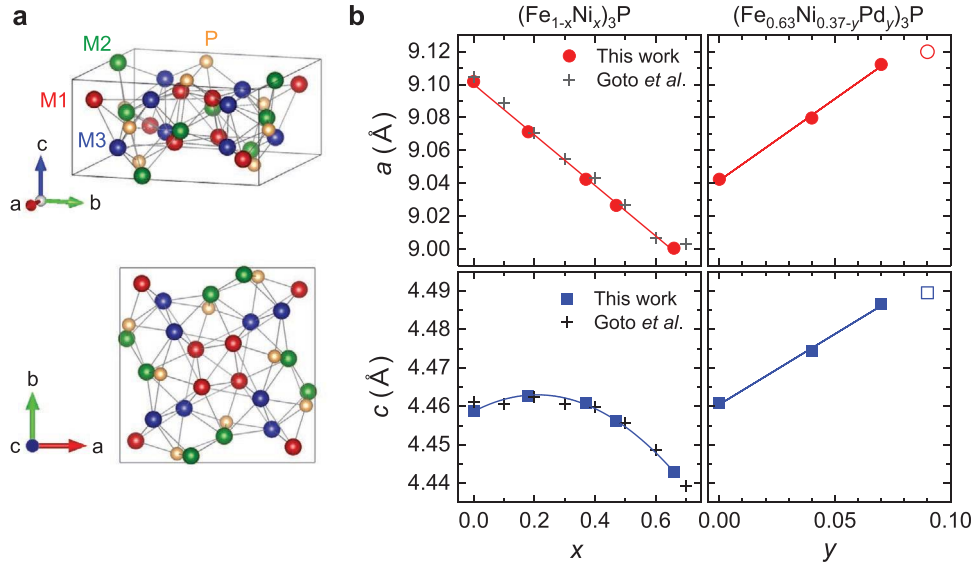 a
M2
P
M1
M3
c
a
b
b
c
a
b
(Fe1-xNix)3P
(Fe0.63Ni0.37-yPdy)3P
This work
Goto et al.
a (Å)
9.12
9.10
9.08
9.06
9.04
9.02
9.00
This work
Goto et al.
c (Å)
4.49
4.48
4.47
4.46
4.45
4.44
0.0
0.2
0.4
0.6
x
0.00
0.05
0.10
y